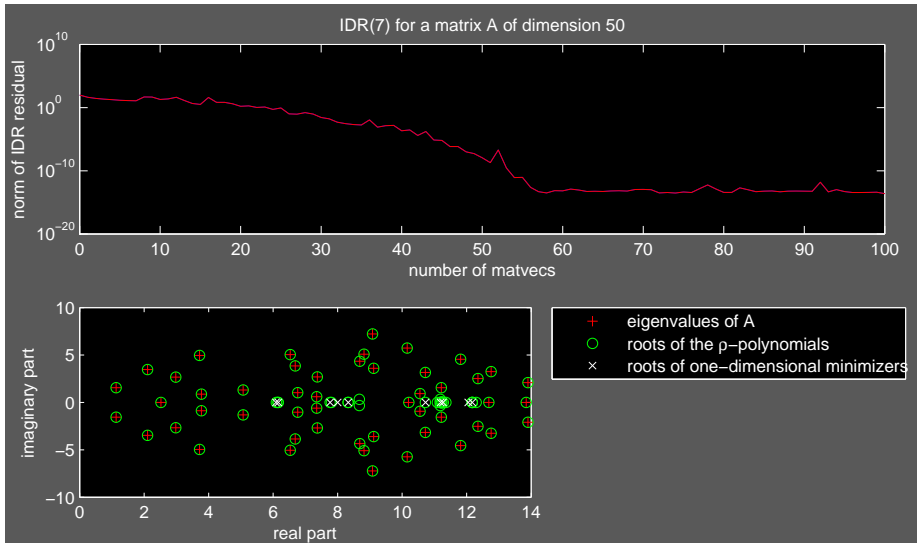 IDR(7) for a matrix A of dimension 50
norm of IDR residual
10^10
10^0
10^−10
10^−20
0 10 20 30 40 50 60 70 80 90 100
number of matvecs
imaginary part
10
5
0
−5
−10
0 2 4 6 8 10 12 14
real part
eigenvalues of A
roots of the ρ−polynomials
roots of one−dimensional minimizers